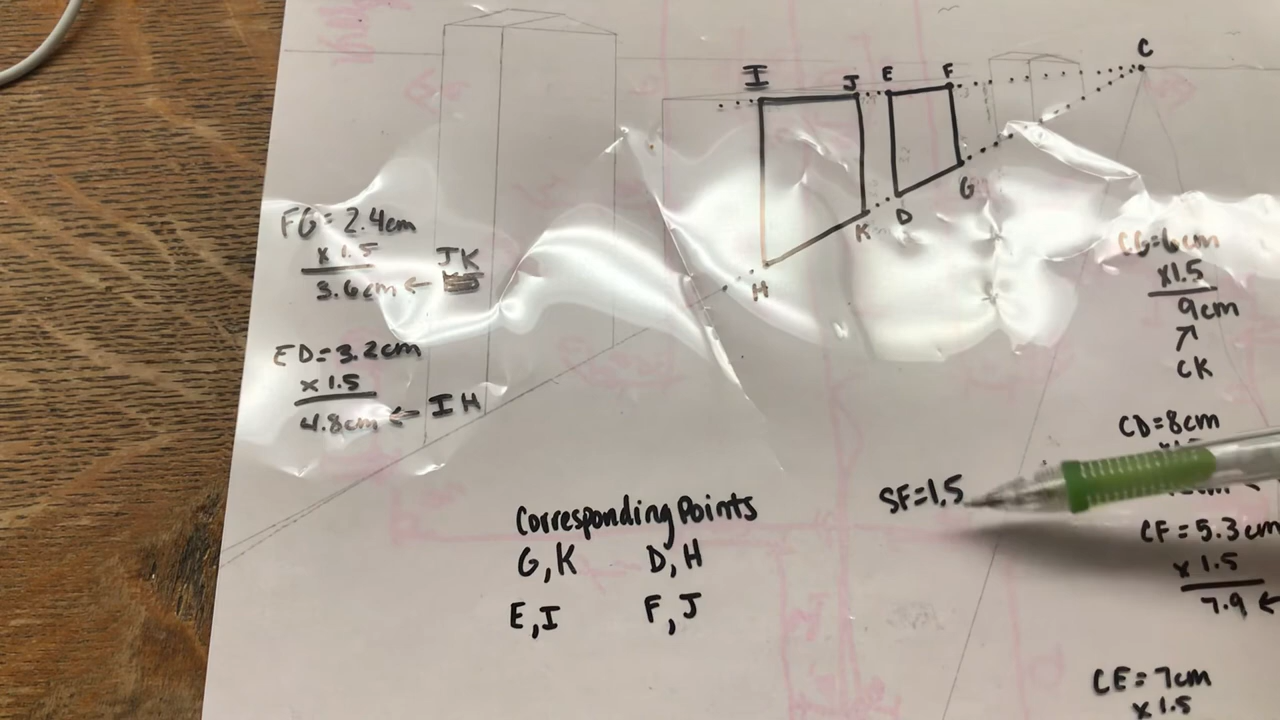 I
J
E
F
C
H
K
D
G
FG = 2.4cm
x 1.5
3.6cm ← JK
ED = 3.2cm
x 1.5
4.8cm ← IH
CG = 6cm
x1.5
9cm
↗
CK
CD = 8cm
SF = 1.5
CF = 5.3cm
x 1.5
7.9 ←
CE = 7cm
x 1.5
Corresponding Points
G,K D,H
E,I F,J